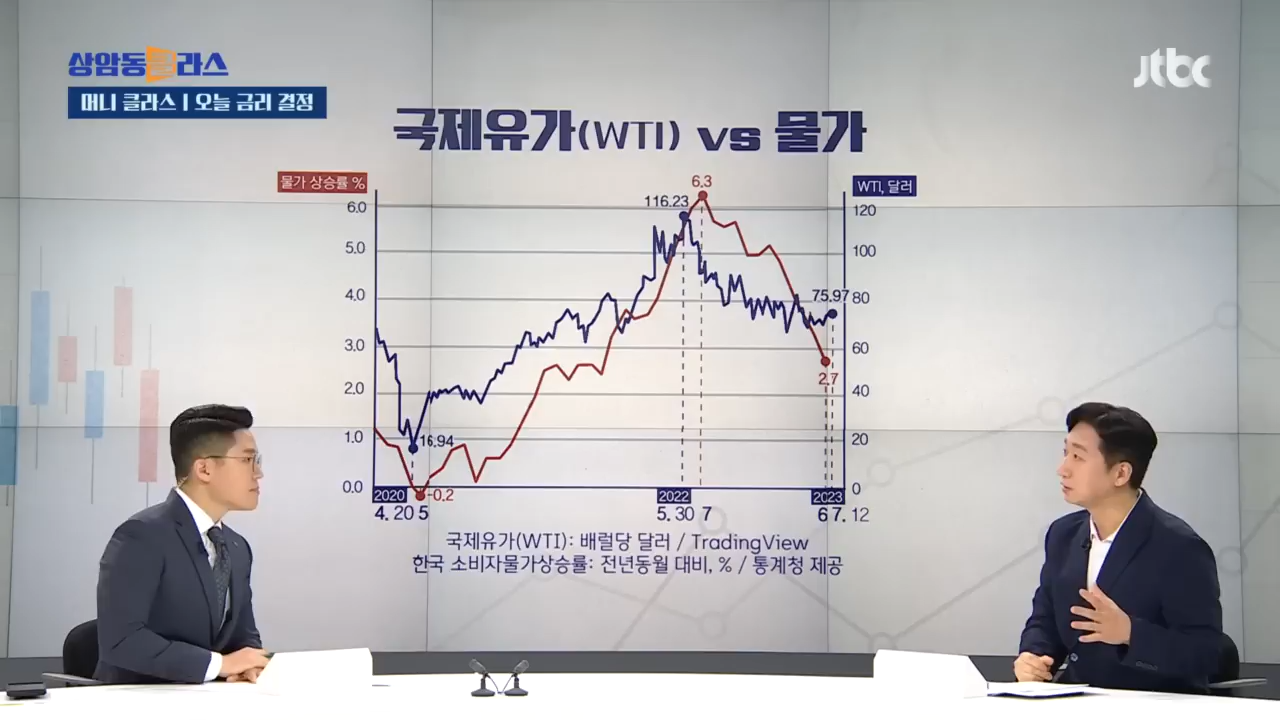 상암동클라스
jtbc
머니 클라스 | 오늘 금리 결정
국제유가(WTI) vs 물가
물가 상승률 %
6.3
WTI, 달러
116.23
6.0
120
5.0
100
4.0
75.97
80
3.0
60
2.7
2.0
40
16.94
1.0
20
0.0
2020
-0.2
2022
2023
0
4. 20 5
5. 30 7
6 7. 12
국제유가(WTI): 배럴당 달러 / TradingView
한국 소비자물가상승률: 전년동월 대비, % / 통계청 제공